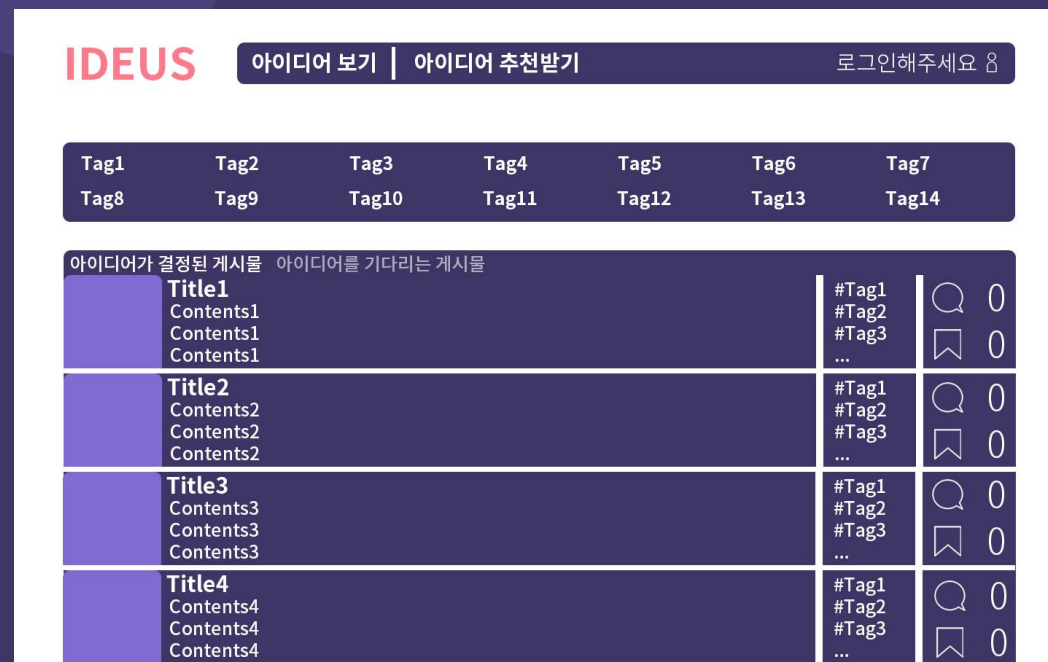 IDEUS
아이디어 보기 | 아이디어 추천받기
로그인해주세요
Tag1 Tag2 Tag3 Tag4 Tag5 Tag6 Tag7
Tag8 Tag9 Tag10 Tag11 Tag12 Tag13 Tag14
아이디어가 결정된 게시물 아이디어를 기다리는 게시물
Title1
Contents1
Contents1
Contents1
#Tag1
#Tag2
#Tag3
...
0
0
Title2
Contents2
Contents2
Contents2
#Tag1
#Tag2
#Tag3
...
0
0
Title3
Contents3
Contents3
Contents3
#Tag1
#Tag2
#Tag3
...
0
0
Title4
Contents4
Contents4
Contents4
#Tag1
#Tag2
#Tag3
...
0
0